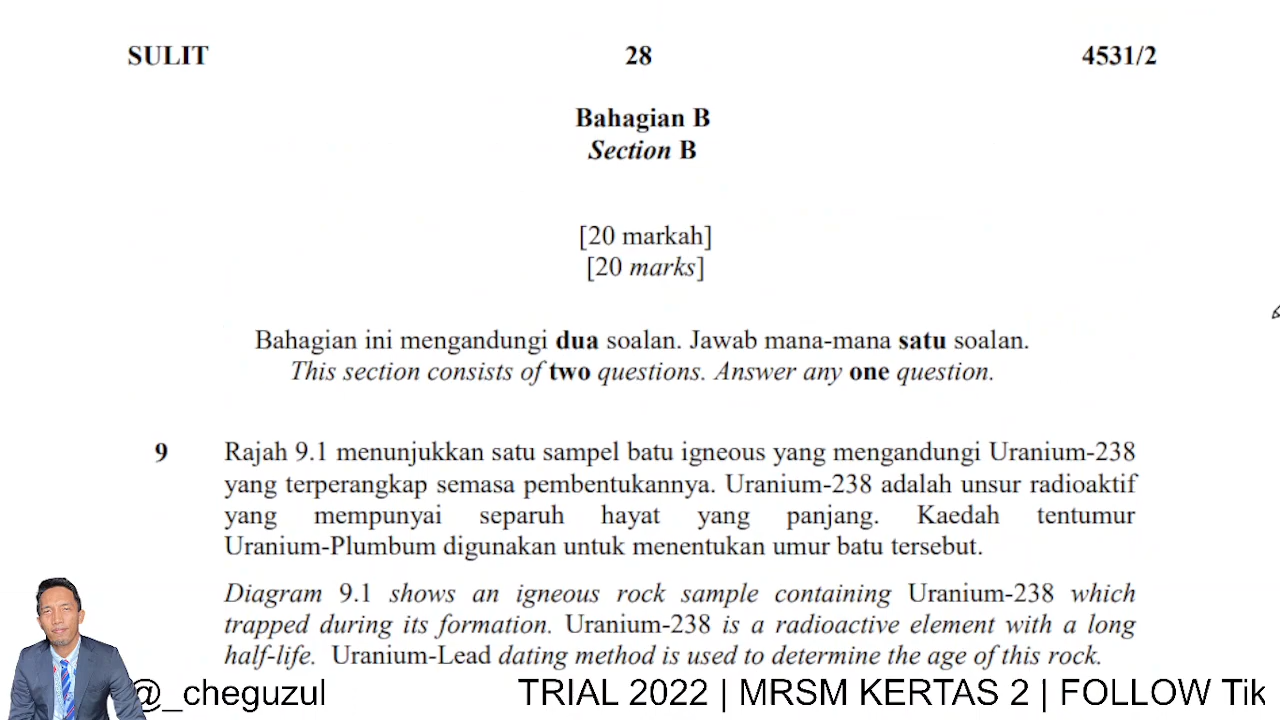 SULIT 28 4531/2
Bahagian B
Section B
[20 markah]
[20 marks]
Bahagian ini mengandungi dua soalan. Jawab mana-mana satu soalan.
This section consists of two questions. Answer any one question.
9 Rajah 9.1 menunjukkan satu sampel batu igneous yang mengandungi Uranium-238
yang terperangkap semasa pembentukannya. Uranium-238 adalah unsur radioaktif
yang mempunyai separuh hayat yang panjang. Kaedah tentumur
Uranium-Plumbum digunakan untuk menentukan umur batu tersebut.
Diagram 9.1 shows an igneous rock sample containing Uranium-238 which
trapped during its formation. Uranium-238 is a radioactive element with a long
half-life. Uranium-Lead dating method is used to determine the age of this rock.
@_cheguzul TRIAL 2022 | MRSM KERTAS 2 | FOLLOW Tik